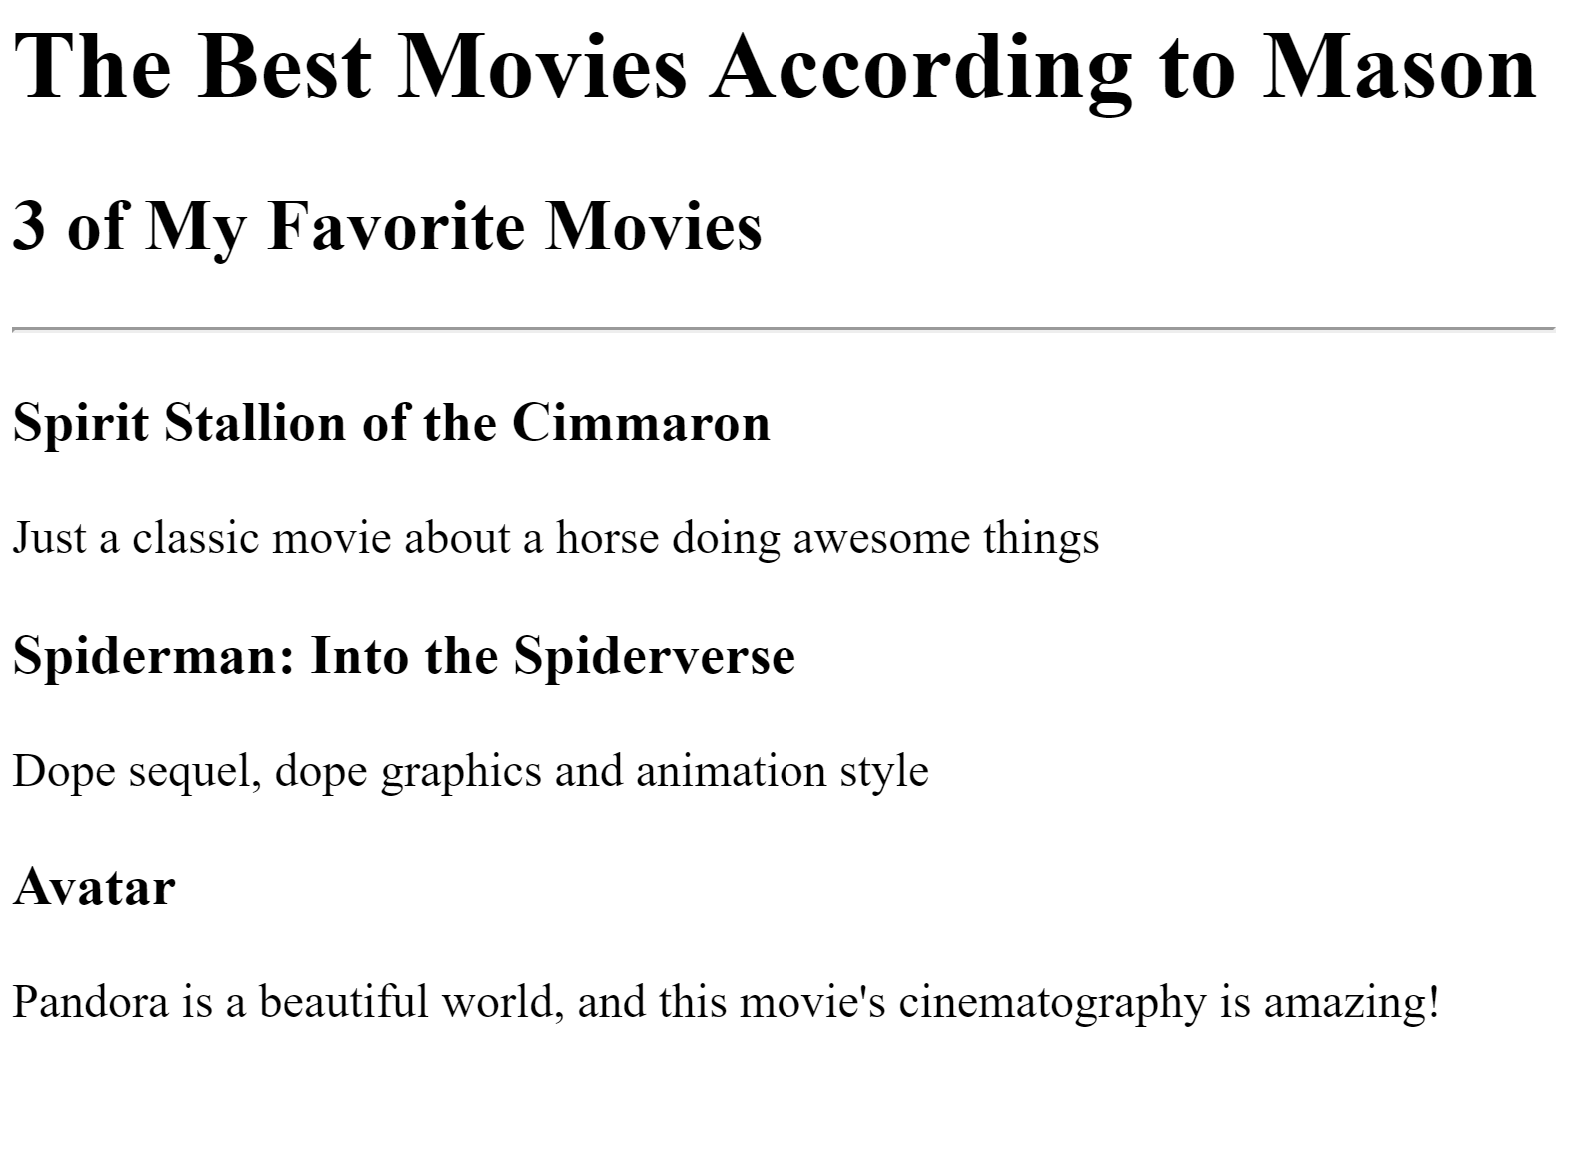 The Best Movies According to Mason
3 of My Favorite Movies
Spirit Stallion of the Cimmaron
Just a classic movie about a horse doing awesome things
Spiderman: Into the Spiderverse
Dope sequel, dope graphics and animation style
Avatar
Pandora is a beautiful world, and this movie's cinematography is amazing!